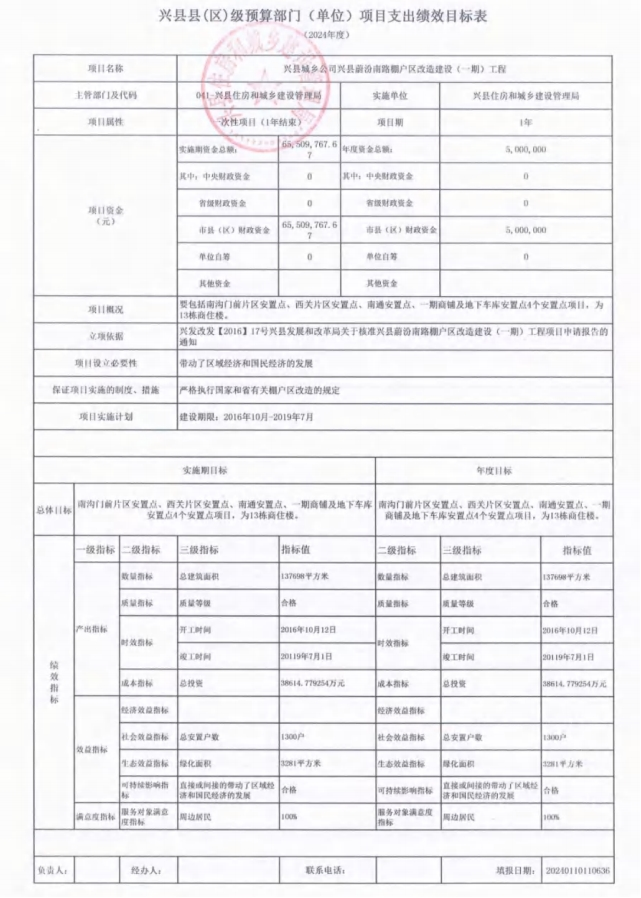 兴县县(区)级预算部门（单位）项目支出绩效目标表
（2024年度）
项目名称 兴县城乡公司兴县蔚汾南路棚户区改造建设（一期）工程
主管部门及代码 041-兴县住房和城乡建设管理局 实施单位 兴县住房和城乡建设管理局
项目属性 一次性项目（1年结束） 项目期 1年
项目资金
（元）
实施期资金总额： 65,509,767.6
7
年度资金总额： 5,000,000
其中：中央财政资金 0 其中：中央财政资金 0
省级财政资金 0 省级财政资金 0
市县（区）财政资金 65,509,767.6
7
市县（区）财政资金 5,000,000
单位自筹 0 单位自筹 0
其他资金 其他资金
项目概况 要包括南沟门前片区安置点、西关片区安置点、南通安置点、一期商铺及地下车库安置点4个安置点项目，为
13栋商住楼。
立项依据 兴发改发【2016】17号兴县发展和改革局关于核准兴县蔚汾南路棚户区改造建设（一期）工程项目申请报告的
通知
项目设立必要性 带动了区域经济和国民经济的发展
保证项目实施的制度、措施 严格执行国家和省有关棚户区改造的规定
项目实施计划 建设期限：2016年10月-2019年7月
实施期目标 年度目标
总体目标
南沟门前片区安置点、西关片区安置点、南通安置点、一期商铺及地下车库
安置点4个安置点项目，为13栋商住楼。
南沟门前片区安置点、西关片区安置点、南通安置点、一期
商铺及地下车库安置点4个安置点项目，为13栋商住楼。
绩效指标
一级指标 二级指标 三级指标 指标值 二级指标 三级指标 指标值
产出指标
数量指标 总建筑面积 137698平方米 数量指标 总建筑面积 137698平方米
质量指标 质量等级 合格 质量指标 质量等级 合格
时效指标 开工时间 2016年10月12日 时效指标 开工时间 2016年10月12日
竣工时间 20119年7月1日 竣工时间 20119年7月1日
成本指标 总投资 38614.779254万元 成本指标 总投资 38614.779254万元
效益指标
经济效益指标 经济效益指标
社会效益指标 总安置户数 1300户 社会效益指标 总安置户数 1300户
生态效益指标 绿化面积 3281平方米 生态效益指标 绿化面积 3281平方米
可持续影响指
标
直接或间接的带动了区域经
济和国民经济的发展
合格
可持续影响指标
直接或间接的带动了区域经
济和国民经济的发展
合格
满意度指标
服务对象满意
度指标
周边居民 100%
服务对象满意度
指标
周边居民 100%
负责人： 经办人： 联系电话： 填报日期： 20240110110636